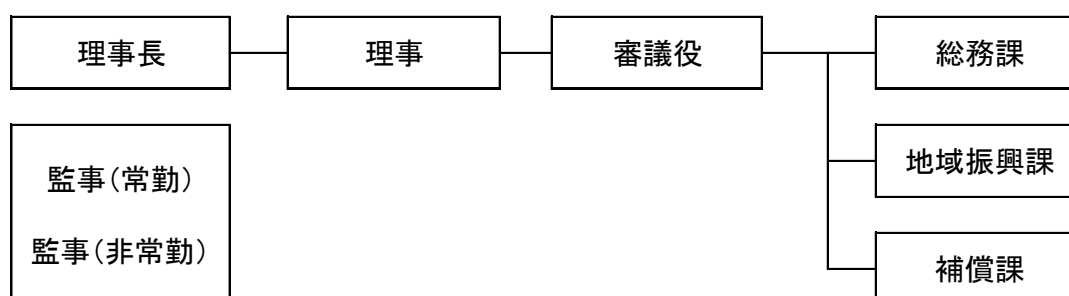 理事長
理事
審議役
総務課
監事（常勤）
監事（非常勤）
地域振興課
補償課